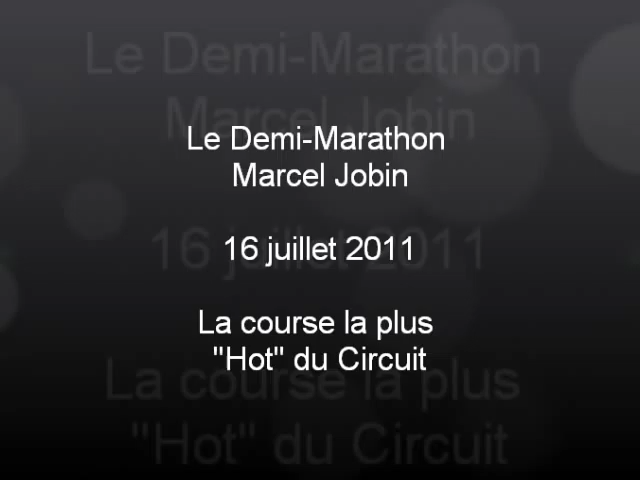 Le Demi-Marathon
Marcel Jobin
16 juillet 2011
La course la plus
"Hot" du Circuit